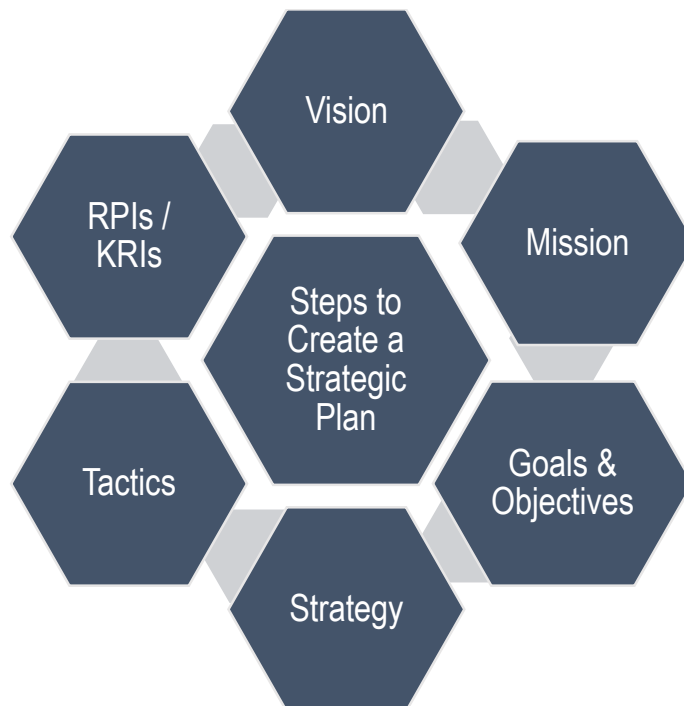 Vision
Mission
Goals &
Objectives
Strategy
Tactics
RPIs /
KRIs
Steps to
Create a
Strategic
Plan